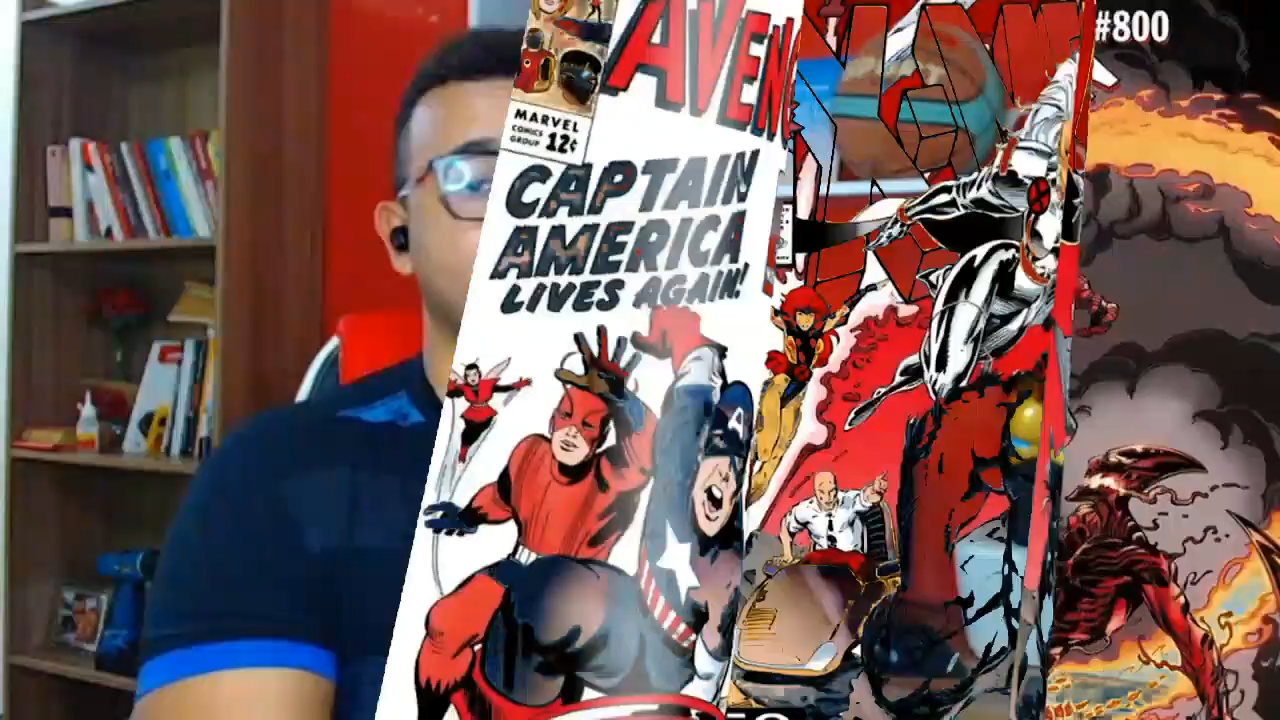 #800
AVEN
MARVEL
COMICS
GROUP 12¢
CAPTAIN
AMERICA
LIVES AGAIN!